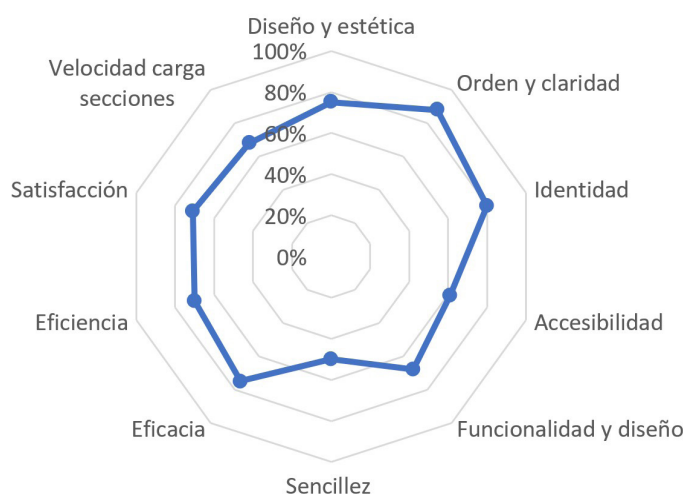 Diseño y estética
100%
80%
60%
40%
20%
0%
Orden y claridad
Identidad
Accesibilidad
Funcionalidad y diseño
Sencillez
Eficacia
Eficiencia
Satisfacción
Velocidad carga
secciones